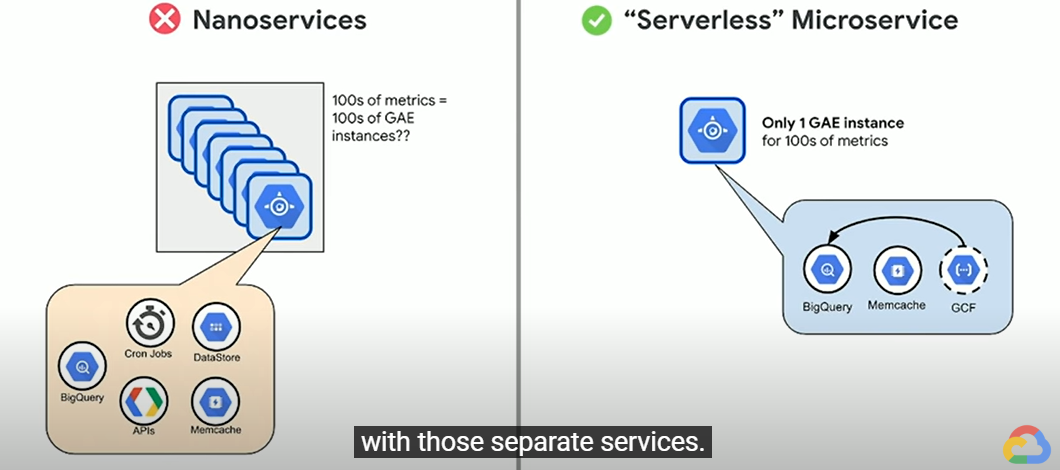 Nanoservices
100s of metrics =
100s of GAE
instances??
Cron Jobs
DataStore
BigQuery
APIs
Memcache
“Serverless” Microservice
Only 1 GAE instance
for 100s of metrics
BigQuery
Memcache
GCF
with those separate services.